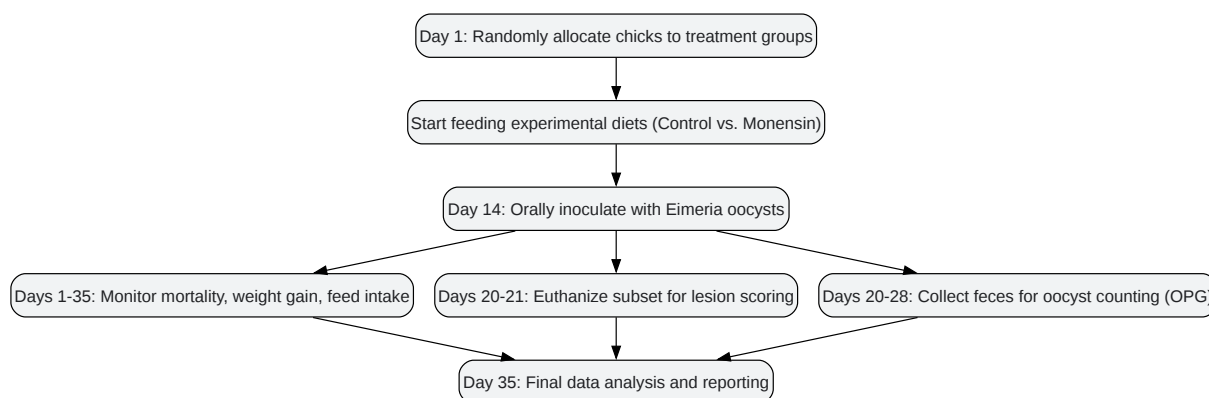 Day 1: Randomly allocate chicks to treatment groups
Start feeding experimental diets (Control vs. Monensin)
Day 14: Orally inoculate with Eimeria oocysts
Days 1-35: Monitor mortality, weight gain, feed intake
Days 20-21: Euthanize subset for lesion scoring
Days 20-28: Collect feces for oocyst counting (OPG)
Day 35: Final data analysis and reporting